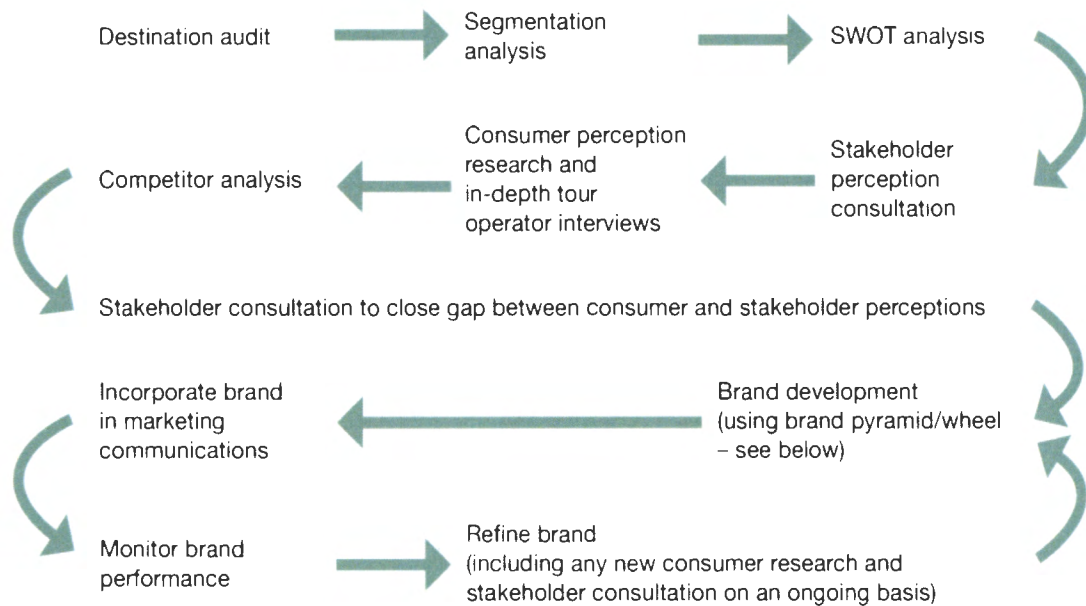 Destination audit
Segmentation
analysis
SWOT analysis
Stakeholder
perception
consultation
Consumer perception
research and
in-depth tour
operator interviews
Competitor analysis
Stakeholder consultation to close gap between consumer and stakeholder perceptions
Brand development
(using brand pyramid/wheel
– see below)
Incorporate brand
in marketing
communications
Monitor brand
performance
Refine brand
(including any new consumer research and
stakeholder consultation on an ongoing basis)